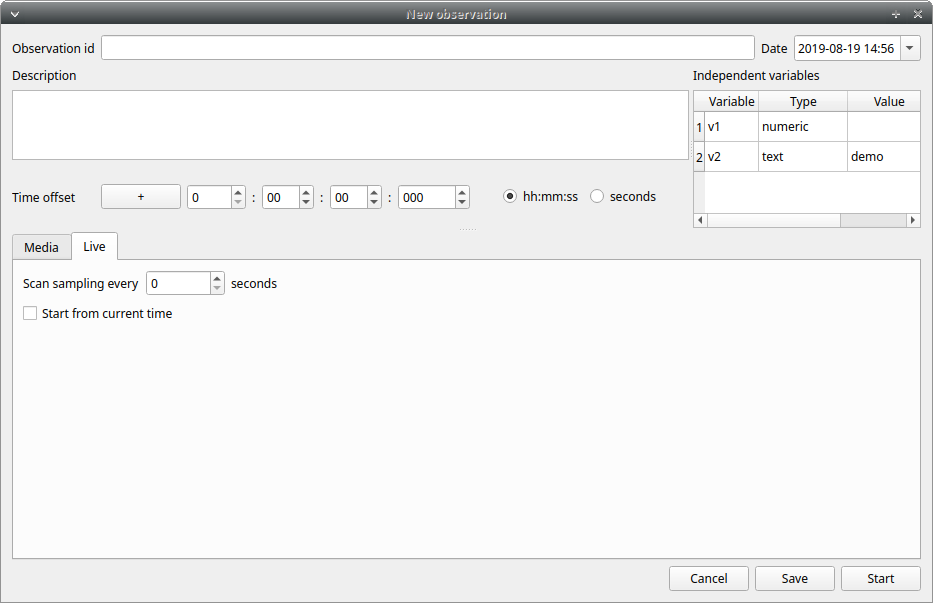 New observation
Observation id Date 2019-08-19 14:56
Description Independent variables
Variable Type Value
1 v1 numeric
2 v2 text demo
Time offset + 0 : 00 : 00 : 000 hh:mm:ss seconds
Media Live
Scan sampling every 0 seconds
Start from current time
Cancel Save Start